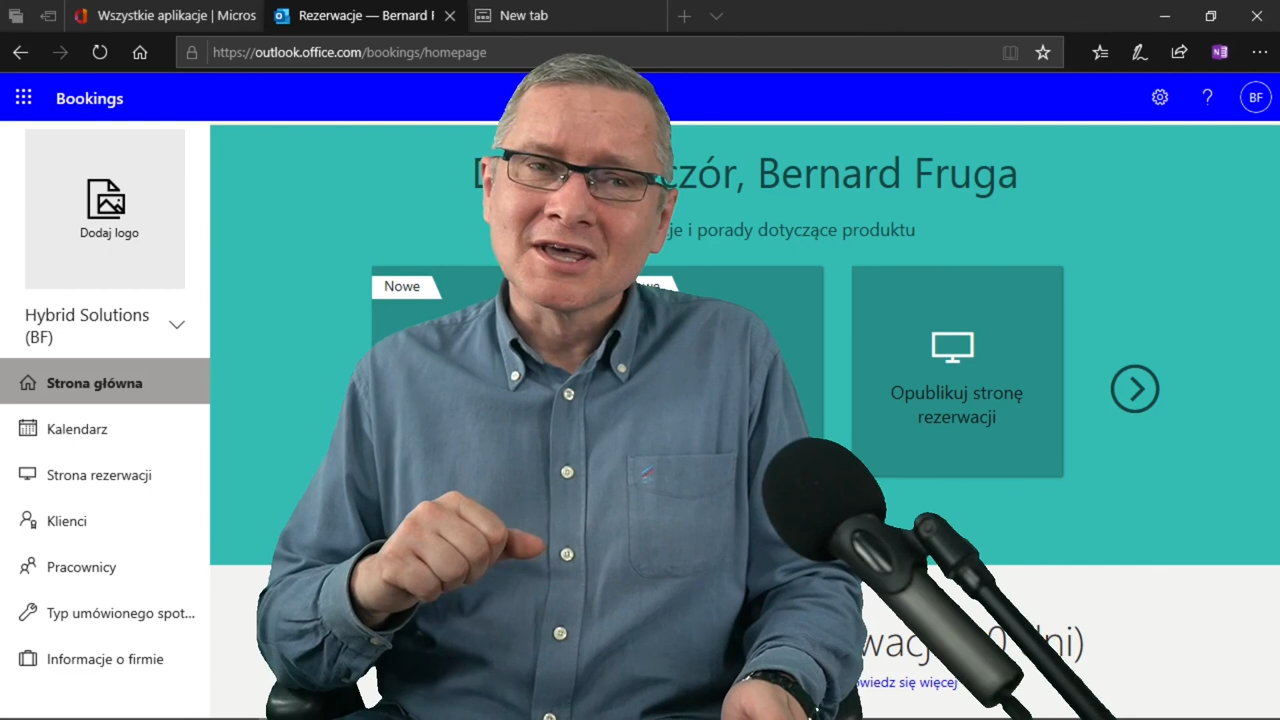 Wszystkie aplikacje | Micros
Rezerwacje — Bernard F
New tab
https://outlook.office.com/bookings/homepage
Bookings
BF
Dodaj logo
Hybrid Solutions
(BF)
Strona główna
Kalendarz
Strona rezerwacji
Klienci
Pracownicy
Typ umówionego spot...
Informacje o firmie
czór, Bernard Fruga
je i porady dotyczące produktu
Nowe
Opublikuj stronę
rezerwacji
dni)
wiedz się więcej